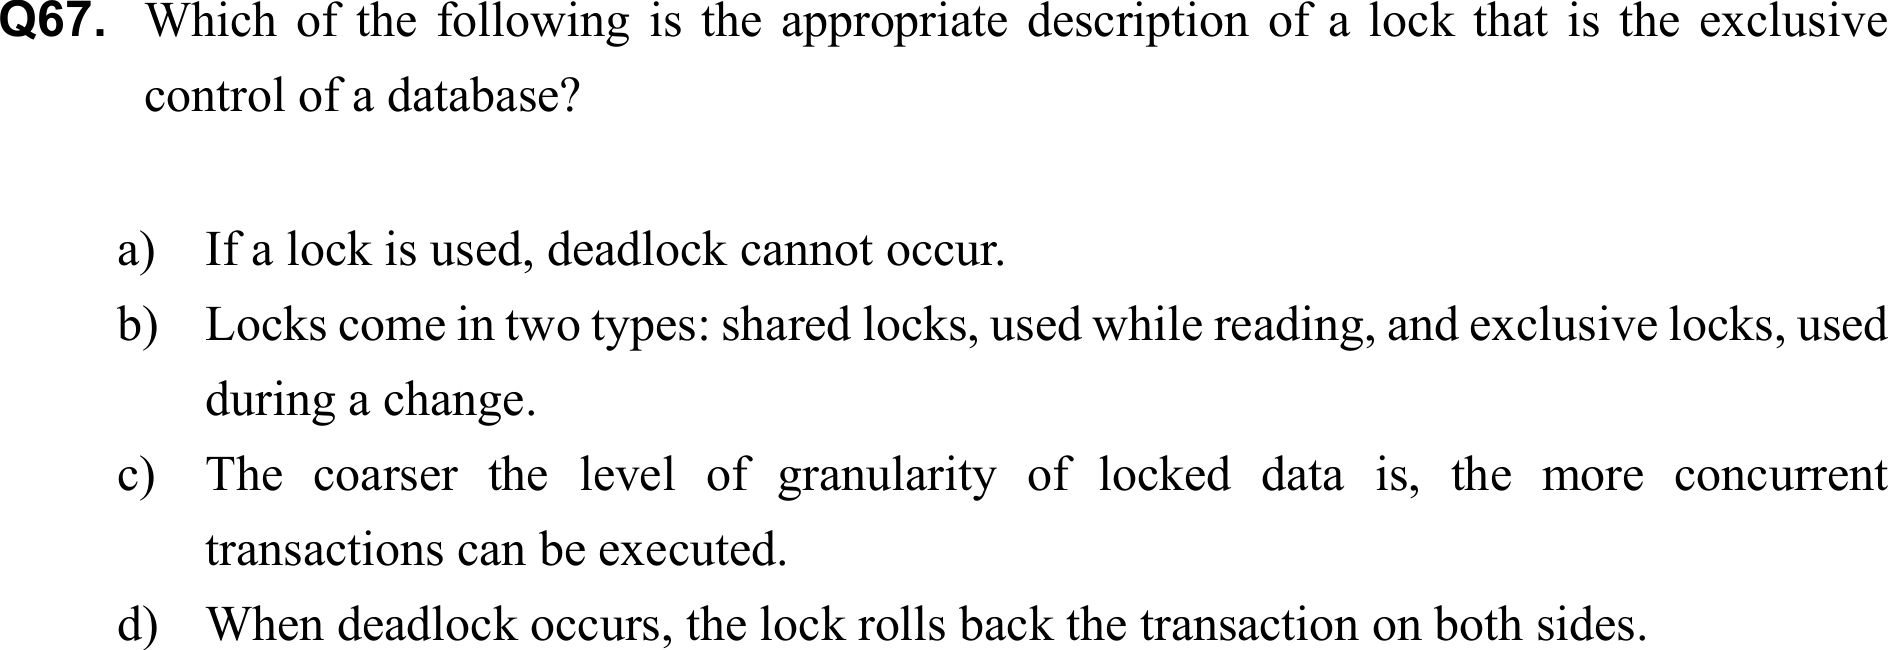 Q67. Which of the following is the appropriate description of a lock that is the exclusive
control of a database?
a) If a lock is used, deadlock cannot occur.
b) Locks come in two types: shared locks, used while reading, and exclusive locks, used
during a change.
c) The coarser the level of granularity of locked data is, the more concurrent
transactions can be executed.
d) When deadlock occurs, the lock rolls back the transaction on both sides.